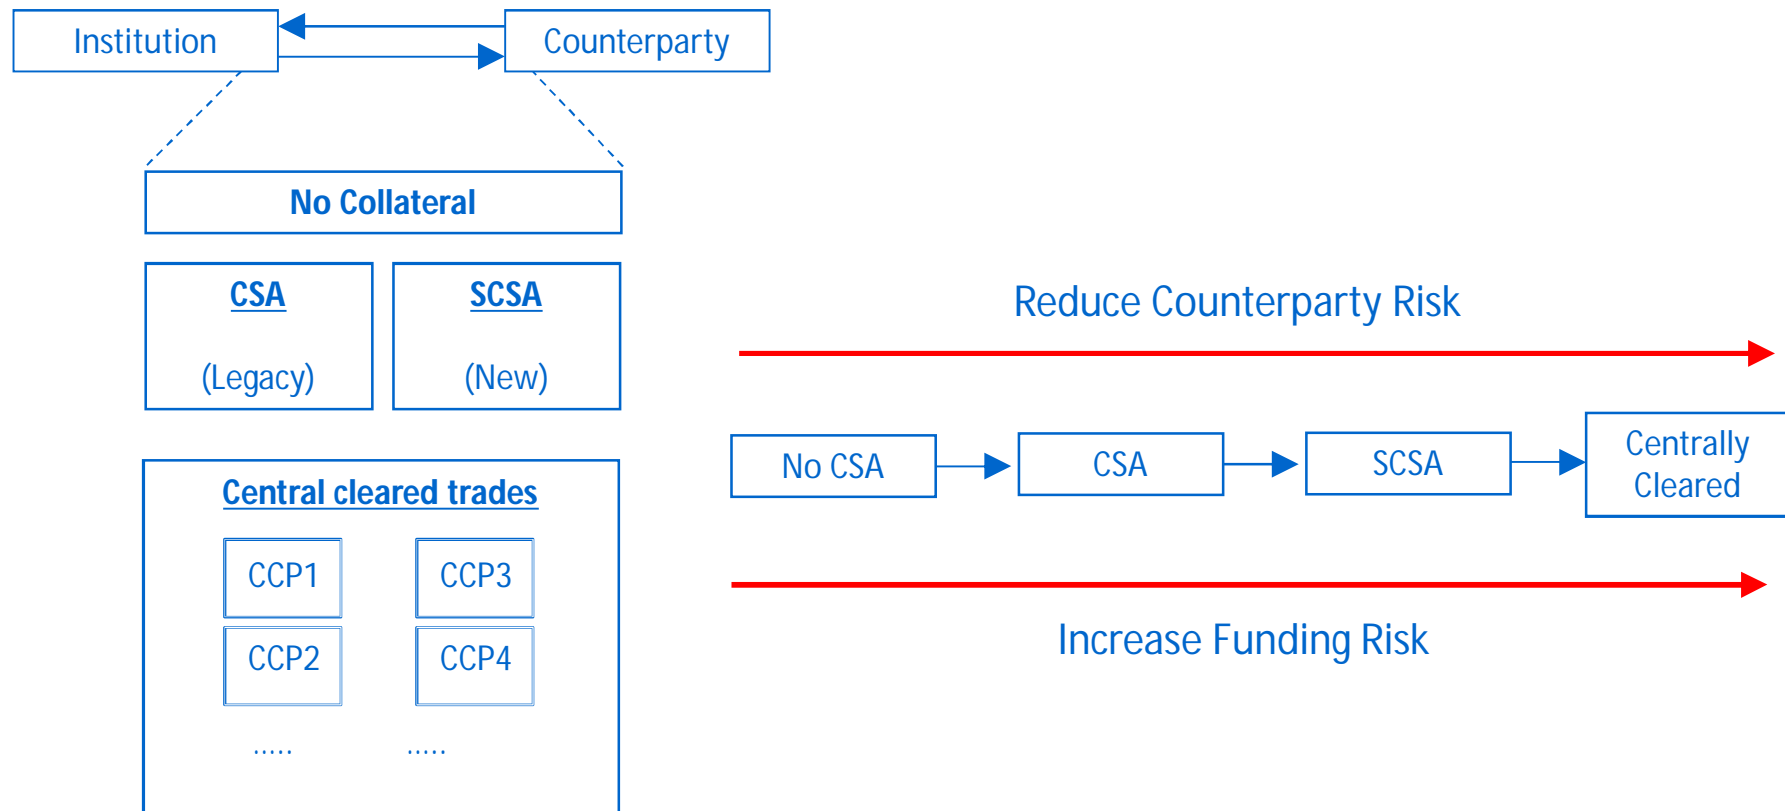 Institution
Counterparty
No Collateral
CSA
(Legacy)
SCSA
(New)
Central cleared trades
CCP1
CCP3
CCP2
CCP4
.....
.....
Reduce Counterparty Risk
No CSA
CSA
SCSA
Centrally
Cleared
Increase Funding Risk